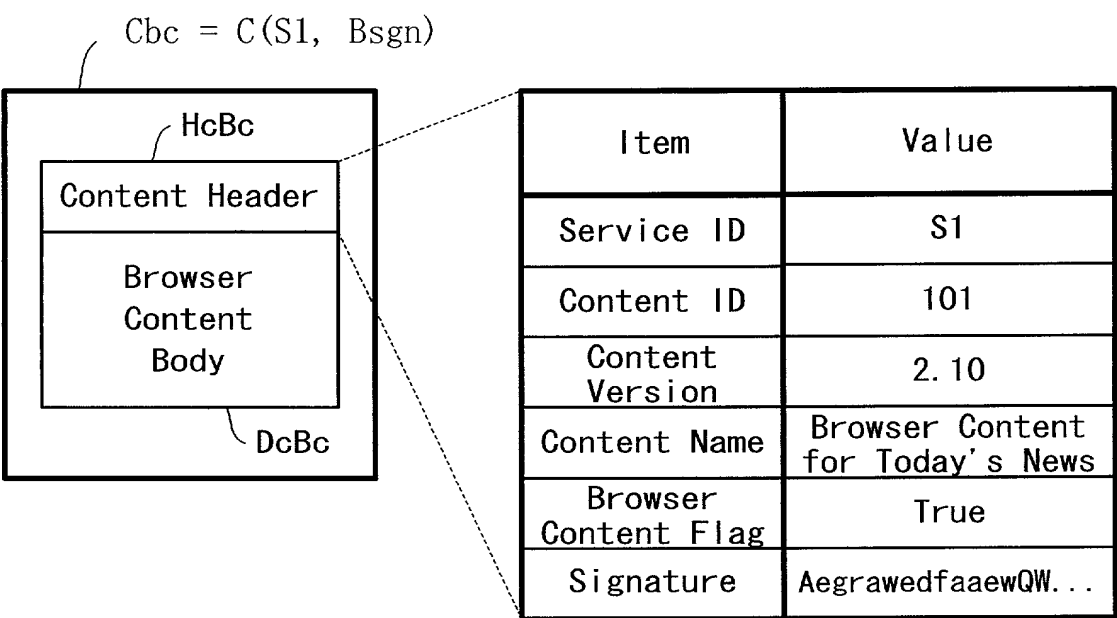 Cbc = C(S1, Bsgn)
HcBc
Content Header
Browser
Content
Body
DcBc
Item Value
Service ID S1
Content ID 101
Content
Version
2.10
Content Name
Browser Content
for Today's News
Browser
Content Flag
True
Signature AegrawedfaaewQW...